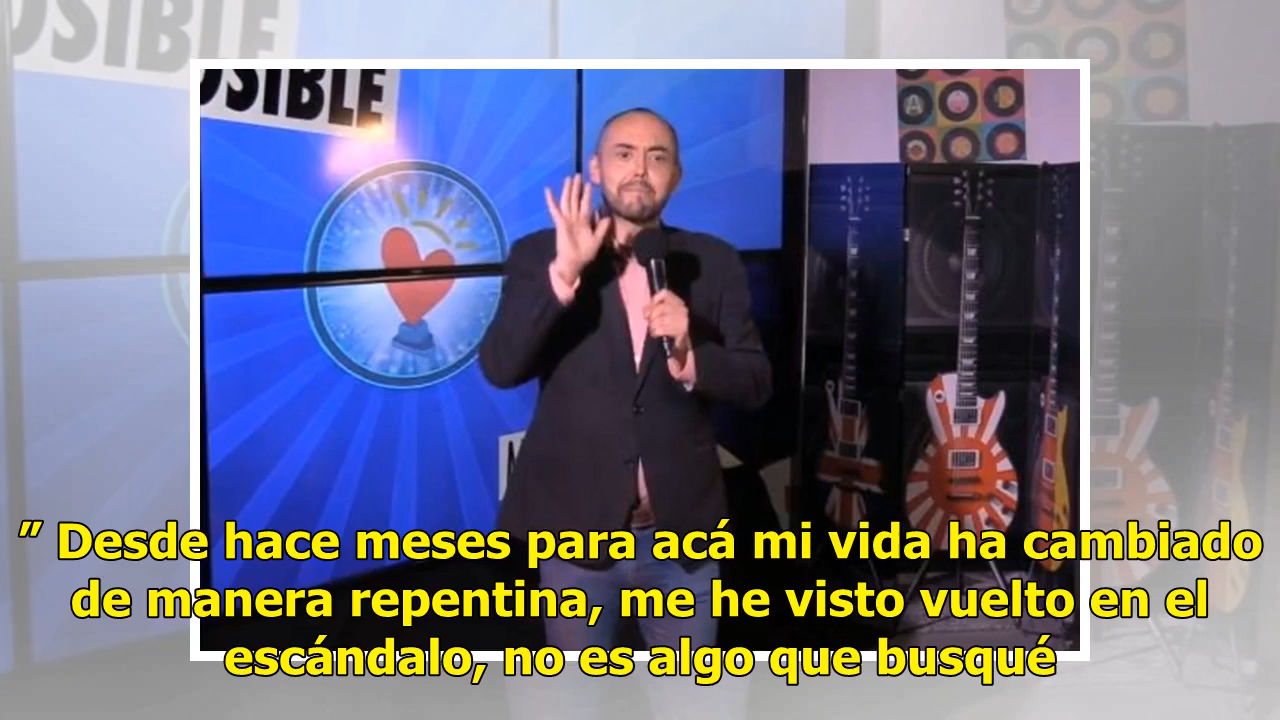 OSIBLE
OSIBLE
A
” Desde hace meses para acá mi vida ha cambiado
de manera repentina, me he visto vuelto en el
escándalo, no es algo que busqué